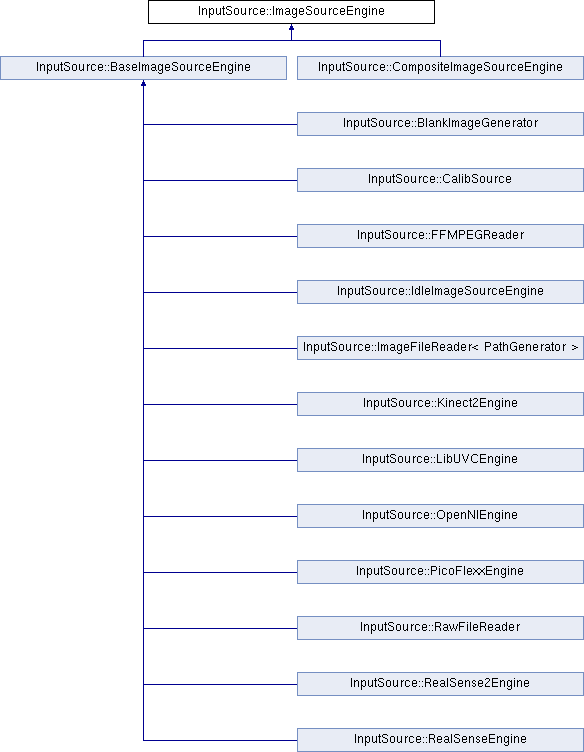 InputSource::ImageSourceEngine
InputSource::BaseImageSourceEngine
InputSource::CompositeImageSourceEngine
InputSource::BlankImageGenerator
InputSource::CalibSource
InputSource::FFMPEGReader
InputSource::IdleImageSourceEngine
InputSource::ImageFileReader< PathGenerator >
InputSource::Kinect2Engine
InputSource::LibUVCEngine
InputSource::OpenNIEngine
InputSource::PicoFlexxEngine
InputSource::RawFileReader
InputSource::RealSense2Engine
InputSource::RealSenseEngine